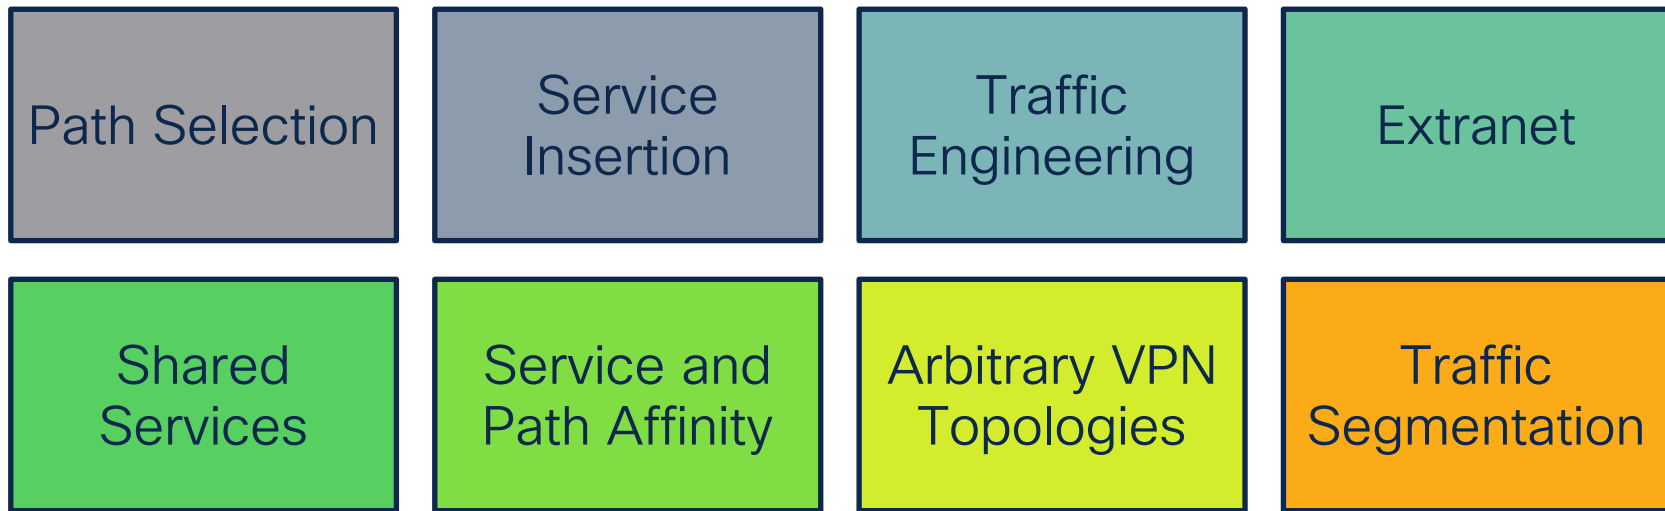 Path Selection
Service
Insertion
Traffic
Engineering
Extranet
Shared
Services
Service and
Path Affinity
Arbitrary VPN
Topologies
Traffic
Segmentation